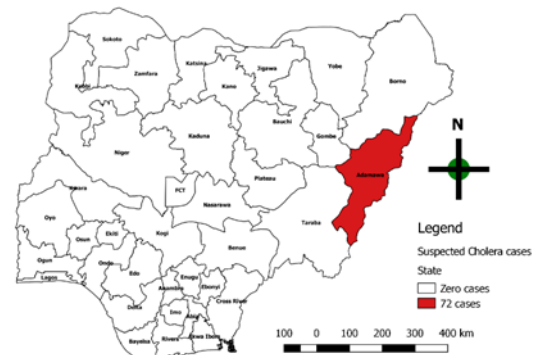 Sokoto
Katsina
Jigawa
Yobe
Borno
Zamfara
Kano
Kebbi
Bauchi
Gombe
Kaduna
Niger
Adamawa
Plateau
FCT
Kwara
Nasarawa
Taraba
Oyo
Kogi
Benue
Osun
Ekiti
Ogun
Ondo
Edo
Lagos
Enugu
Ebonyi
Anambra
Cross River
Imo
Abia
Delta
Bayelsa
Rivers
Akwa Ibom
N
Legend
Suspected Cholera cases
State
Zero cases
72 cases
100 0 100 200 300 400 km